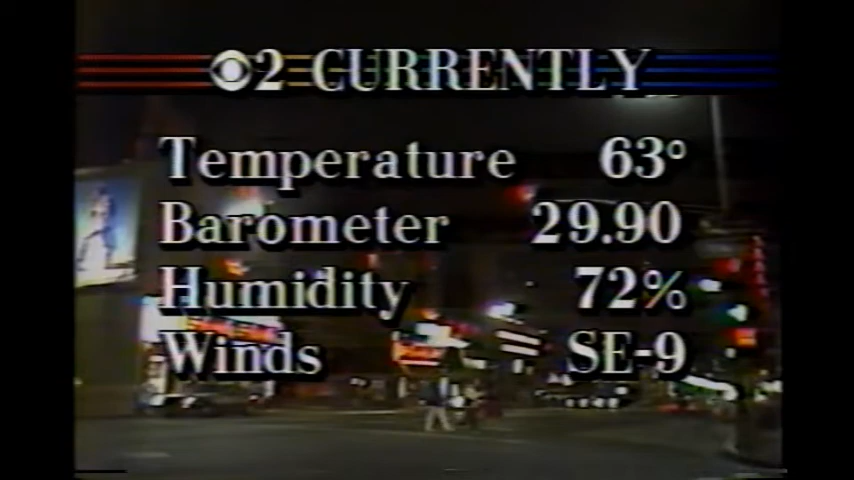 2 CURRENTLY
Temperature 63°
Barometer 29.90
Humidity 72%
Winds SE-9